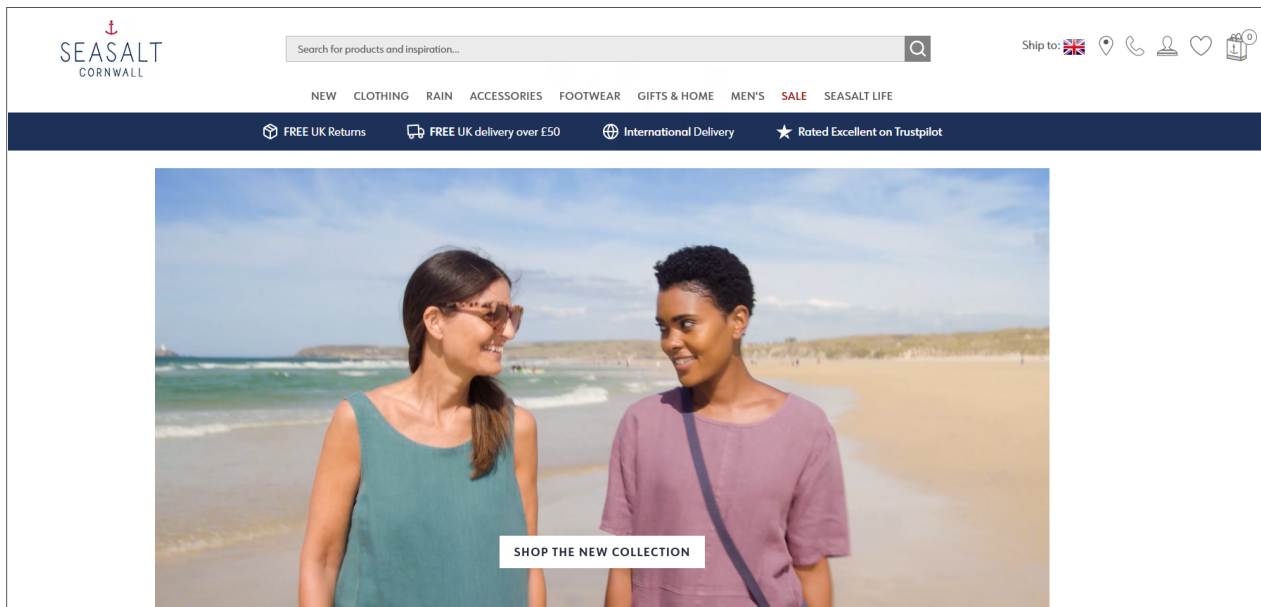 SEASALT
CORNWALL
Search for products and inspiration...
Ship to:
0
NEW CLOTHING RAIN ACCESSORIES FOOTWEAR GIFTS & HOME MEN'S SALE SEASALT LIFE
FREE UK Returns FREE UK delivery over £50 International Delivery Rated Excellent on Trustpilot
SHOP THE NEW COLLECTION